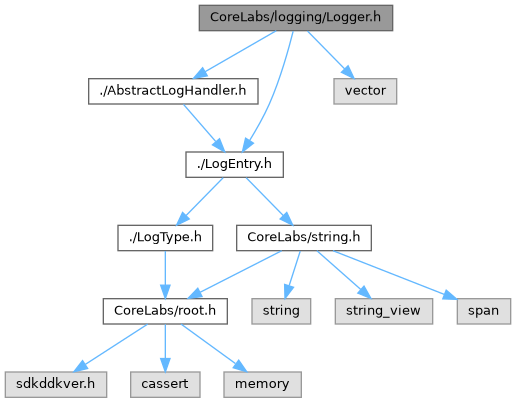 CoreLabs/logging/Logger.h
./AbstractLogHandler.h
vector
./LogEntry.h
./LogType.h
CoreLabs/string.h
CoreLabs/root.h
string
string_view
span
sdkddkver.h
cassert
memory